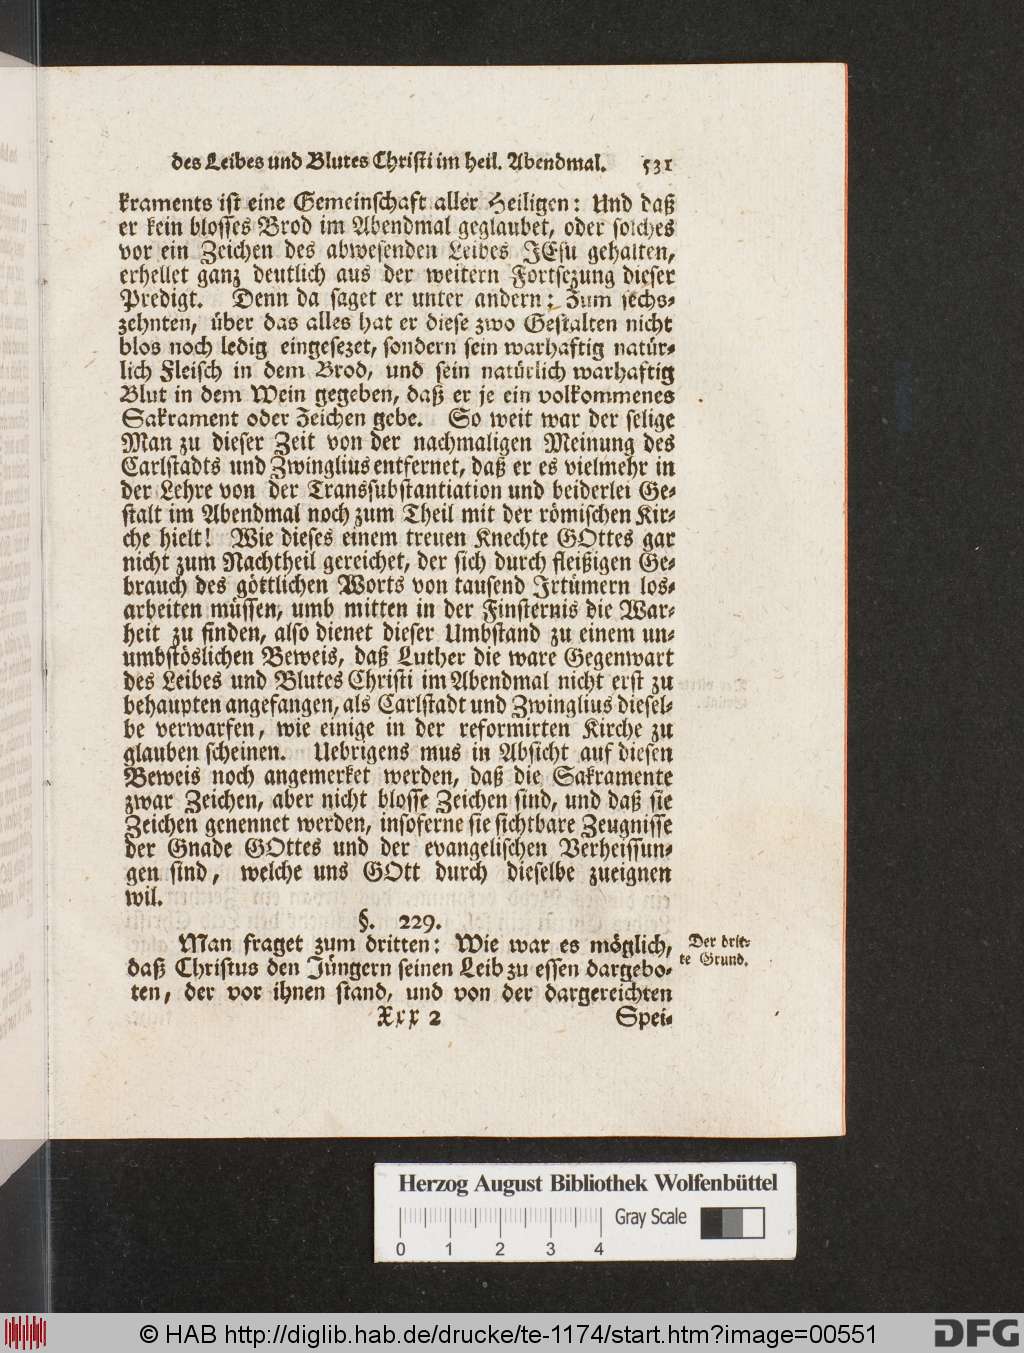 des Leibes und Blutes Christi im heil. Abendmal. 531
kraments ist eine Gemeinschaft aller Heiligen: Und daß
er kein blosses Brod im Abendmal geglaubet, oder solches
vor ein Zeichen des abwesenden Leibes JEsu gehalten,
erhellet ganz deutlich aus der weitern Fortsezung dieser
Predigt. Denn da saget er unter andern: Zum sechs-
zehnten, über das alles hat er diese zwo Gestalten nicht
blos noch ledig eingesezet, sondern sein warhaftig natür-
lich Fleisch in dem Brod, und sein natürlich warhaftig
Blut in dem Wein gegeben, daß er je ein volkommenes
Sakrament oder Zeichen gebe. So weit war der selige
Man zu dieser Zeit von der nachmaligen Meinung des
Carlstadts und Zwinglius entfernet, daß er es vielmehr in
der Lehre von der Transsubstantiation und beiderlei Ge-
stalt im Abendmal noch zum Theil mit der römischen Kir-
che hielt! Wie dieses einem treuen Knechte GOttes gar
nicht zum Nachtheil gereichet, der sich durch fleißigen Ge-
brauch des göttlichen Worts von tausend Irtümern los-
arbeiten müssen, umb mitten in der Finsternis die War-
heit zu finden, also dienet dieser Umbstand zu einem un-
umbstöslichen Beweis, daß Luther die ware Gegenwart
des Leibes und Blutes Christi im Abendmal nicht erst zu
behaupten angefangen, als Carlstadt und Zwinglius diesel-
be verwarfen, wie einige in der reformirten Kirche zu
glauben scheinen. Uebrigens mus in Absicht auf diesen
Beweis noch angemerket werden, daß die Sakramente
zwar Zeichen, aber nicht blosse Zeichen sind, und daß sie
Zeichen genennet werden, insoferne sie sichtbare Zeugnisse
der Gnade GOttes und der evangelischen Verheissun-
gen sind, welche uns GOtt durch dieselbe zueignen
wil.
§. 229.
Man fraget zum dritten: Wie war es möglich,
daß Christus den Jüngern seinen Leib zu essen dargebo-
ten, der vor ihnen stand, und von der dargereichten
Xxx 2 Spei-
Der drit-
te Grund.
Herzog August Bibliothek Wolfenbüttel
Gray Scale
0 1 2 3 4
© HAB http://diglib.hab.de/drucke/te-1174/start.htm?image=00551
DFG